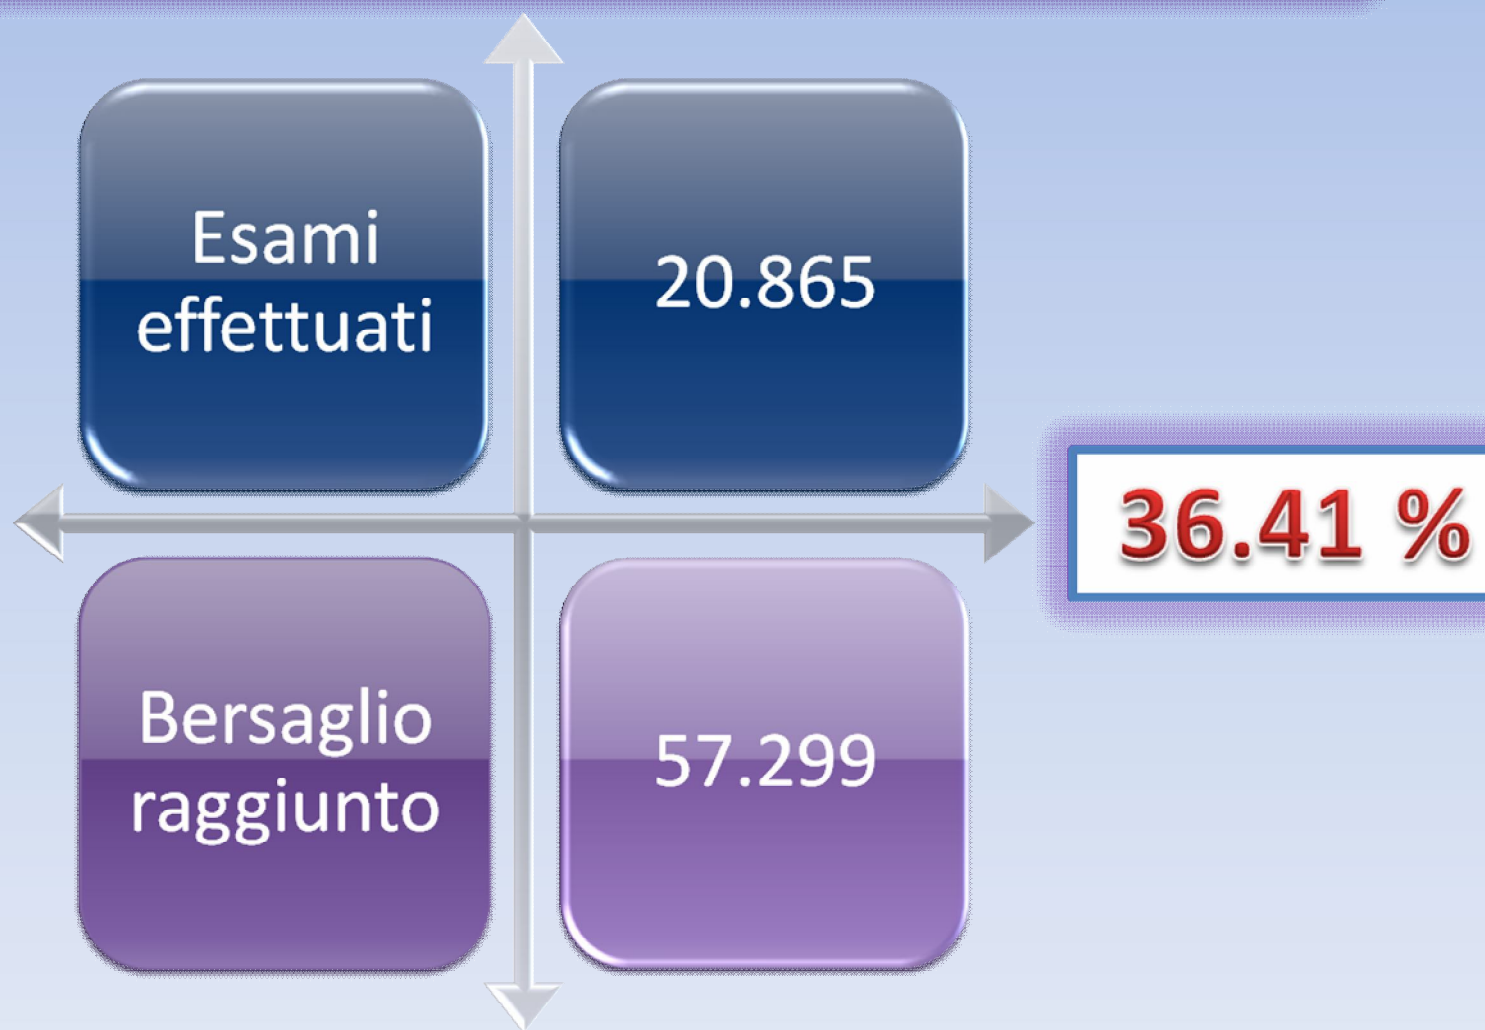 Esami
effettuati
20.865
36.41 %
Bersaglio
raggiunto
57.299